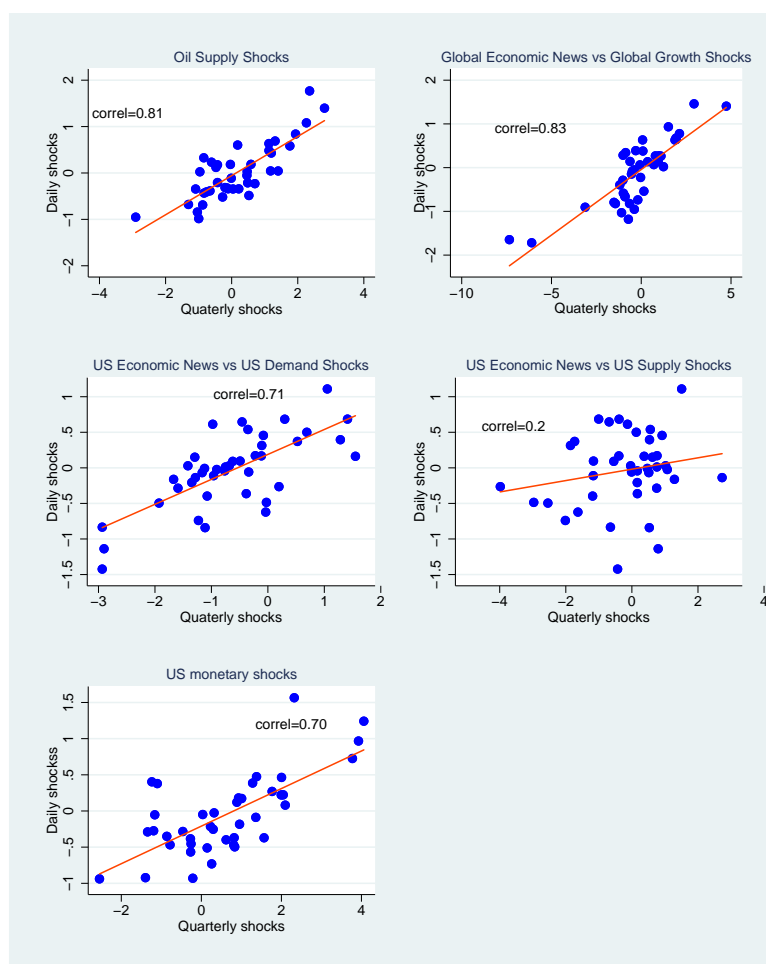 Oil Supply Shocks
correl=0.81
Daily shocks
2
1
0
−1
−2
−4
−2
0
2
4
Quaterly shocks
Global Economic News vs Global Growth Shocks
correl=0.83
Daily shocks
2
1
0
−1
−2
−10
−5
0
5
Quaterly shocks
US Economic News vs US Demand Shocks
correl=0.71
Daily shocks
1
.5
0
−.5
−1
−1.5
−3
−2
−1
0
1
2
Quaterly shocks
US Economic News vs US Supply Shocks
correl=0.2
Daily shocks
1
.5
0
−.5
−1
−1.5
−4
−2
0
2
4
Quaterly shocks
US monetary shocks
correl=0.70
Daily shockss
1.5
1
.5
0
−.5
−1
−2
0
2
4
Quarterly shocks